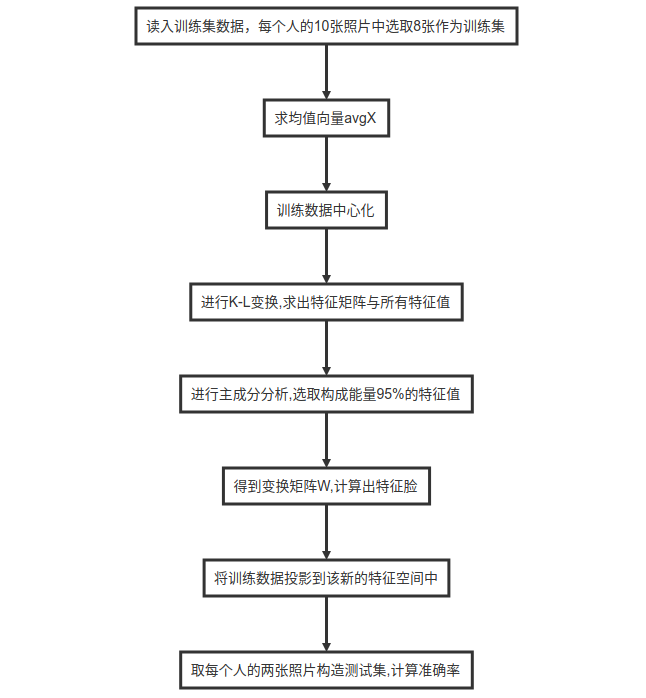 读入训练集数据，每个人的10张照片中选取8张作为训练集
求均值向量avgX
训练数据中心化
进行K-L变换,求出特征矩阵与所有特征值
进行主成分分析,选取构成能量95%的特征值
得到变换矩阵W,计算出特征脸
将训练数据投影到该新的特征空间中
取每个人的两张照片构造测试集,计算准确率